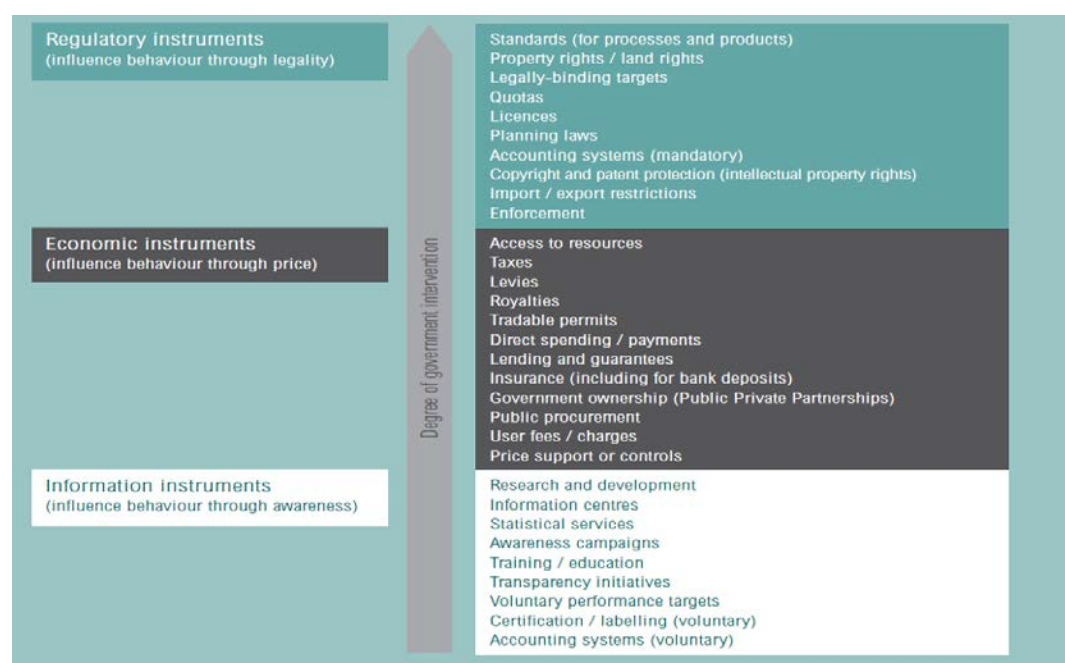 Regulatory instruments
(influence behaviour through legality)
Standards (for processes and products)
Property rights / land rights
Legally-binding targets
Quotas
Licences
Planning laws
Accounting systems (mandatory)
Copyright and patent protection (intellectual property rights)
Import / export restrictions
Enforcement
Degree of government intervention
Economic instruments
(influence behaviour through price)
Access to resources
Taxes
Levies
Royalties
Tradable permits
Direct spending / payments
Lending and guarantees
Insurance (including for bank deposits)
Government ownership (Public Private Partnerships)
Public procurement
User fees / charges
Price support or controls
Information instruments
(influence behaviour through awareness)
Research and development
Information centres
Statistical services
Awareness campaigns
Training / education
Transparency initiatives
Voluntary performance targets
Certification / labelling (voluntary)
Accounting systems (voluntary)